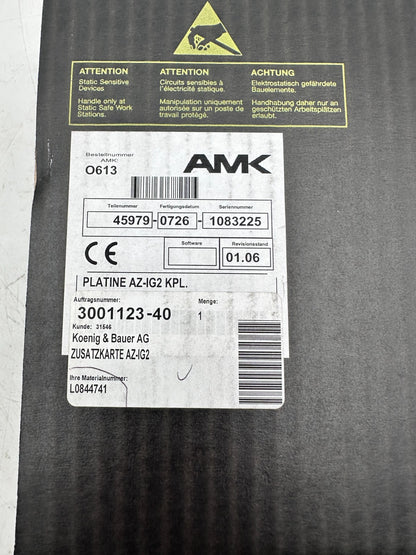 ATTENTION
Static Sensitive
Devices
Handle only at
Static Safe Work
Stations.
ATTENTION
Circuits sensibles à
l'électricité statique.
Manipulation uniquement
autorisée sur un poste de
travail protégé.
ACHTUNG
Elektrostatisch gefährdete
Bauelemente.
Handhabung daher nur an
geschützten Arbeitsplätzen
erlaubt.
Bestellnummer
AMK:
O613
AMK
Teilenummer Fertigungsdatum Seriennummer
45979-0726-1083225
CE
Software
Revisionsstand
01.06
PLATINE AZ-IG2 KPL.
Auftragsnummer: Menge:
3001123-40 1
Kunde: 31546
Koenig & Bauer AG
ZUSATZKARTE AZ-IG2
Ihre Materialnummer:
L0844741